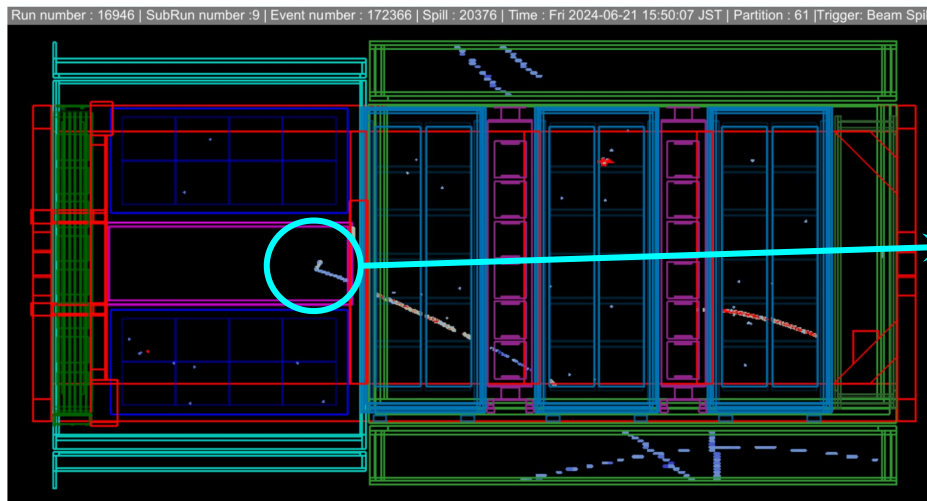 Run number : 16946 | SubRun number :9 | Event number : 172366 | Spill : 20376 | Time : Fri 2024-06-21 15:50:07 JST | Partition : 61 |Trigger: Beam Spil